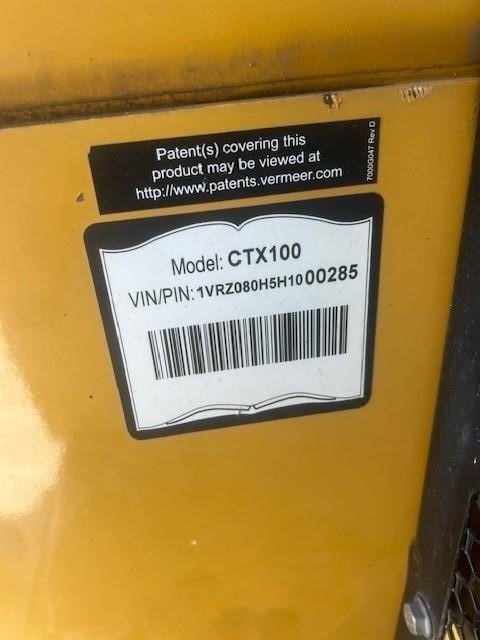 Patent(s) covering this
product may be viewed at
http://www.patents.vermeer.com
7000G047 Rev D
Model: CTX100
VIN/PIN: 1VRZ080H5H1000285